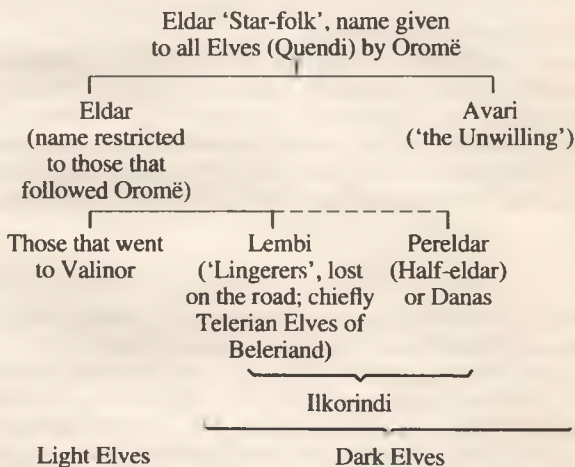 Eldar ‘Star-folk’, name given
to all Elves (Quendi) by Oromë
Eldar
(name restricted
to those that
followed Oromë)
Avari
(‘the Unwilling’)
Those that went
to Valinor
Lembi
(‘Lingerers’, lost
on the road; chiefly
Telerian Elves of
Beleriand)
Pereldar
(Half-eldar)
or Danas
Ilkorindi
Light Elves
Dark Elves